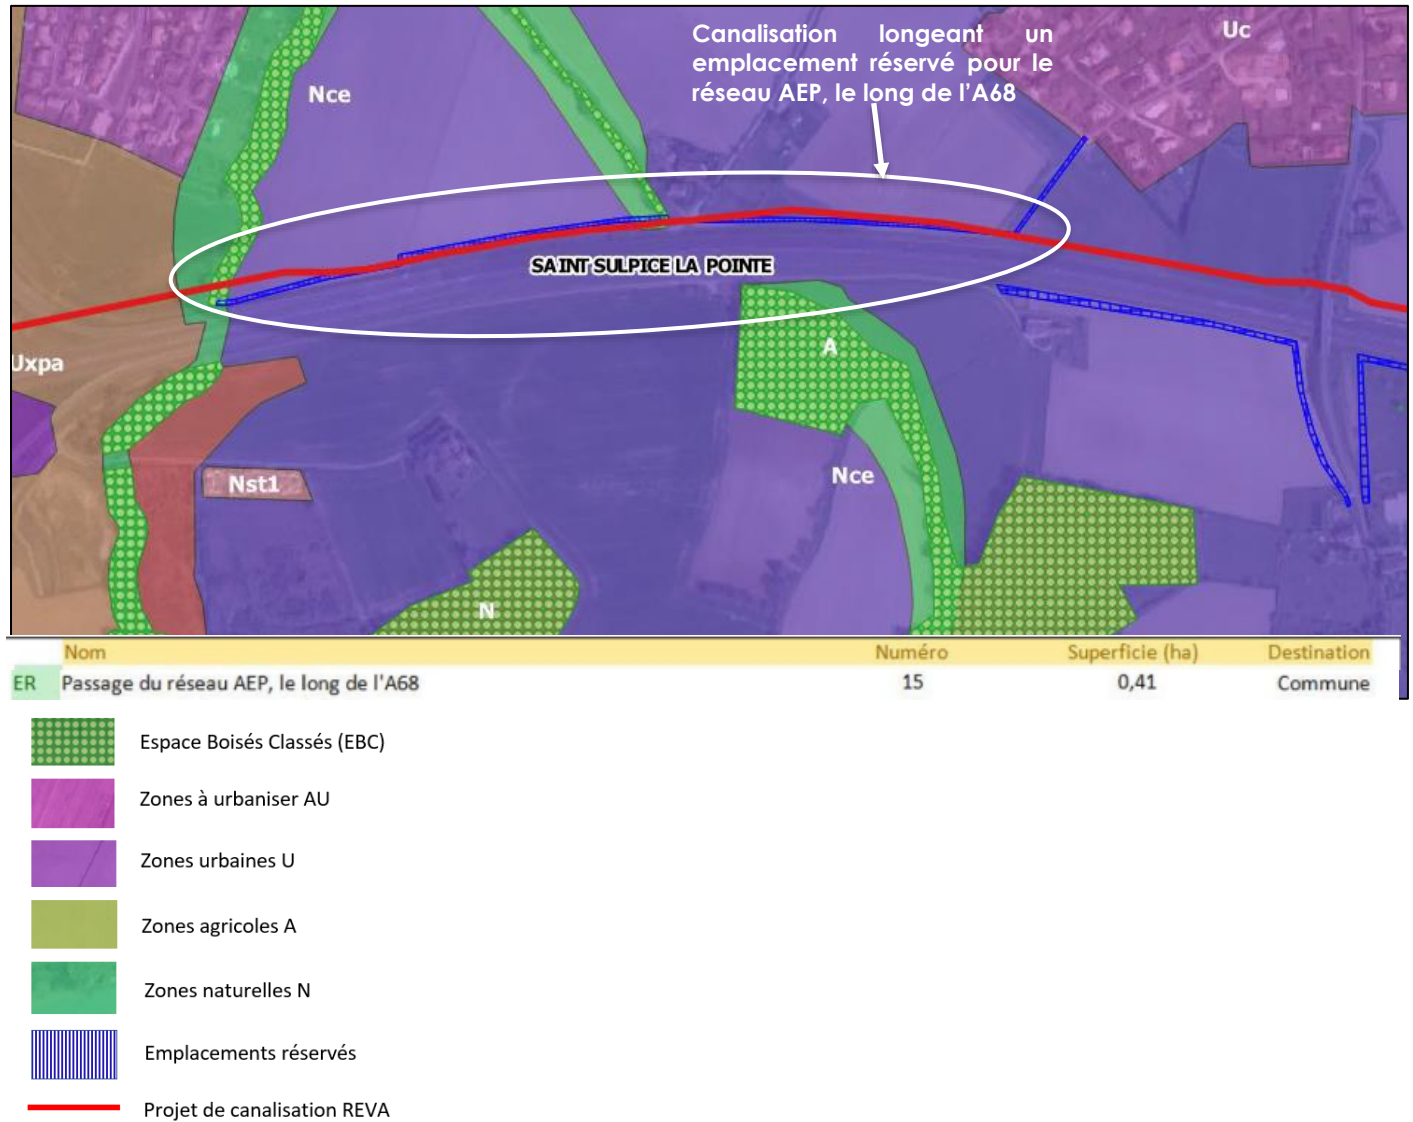 Canalisation longeant un
emplacement réservé pour le
réseau AEP, le long de l'A68
Uc
Nce
SAINT SULPICE LA POINTE
Uxpa
A
Nst1
Nce
N
Nom Numéro Superficie (ha) Destination
ER Passage du réseau AEP, le long de l'A68 15 0,41 Commune
Espace Boisés Classés (EBC)
Zones à urbaniser AU
Zones urbaines U
Zones agricoles A
Zones naturelles N
Emplacements réservés
Projet de canalisation REVA